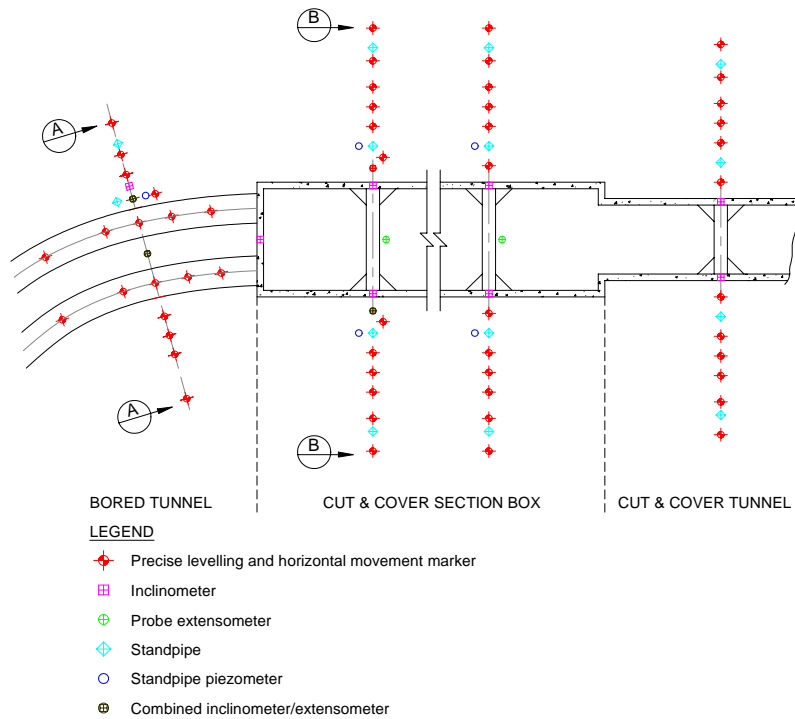 B
A
A
B
BORED TUNNEL
CUT & COVER SECTION BOX
CUT & COVER TUNNEL
LEGEND
Precise levelling and horizontal movement marker
Inclinometer
Probe extensometer
Standpipe
Standpipe piezometer
Combined inclinometer/extensometer